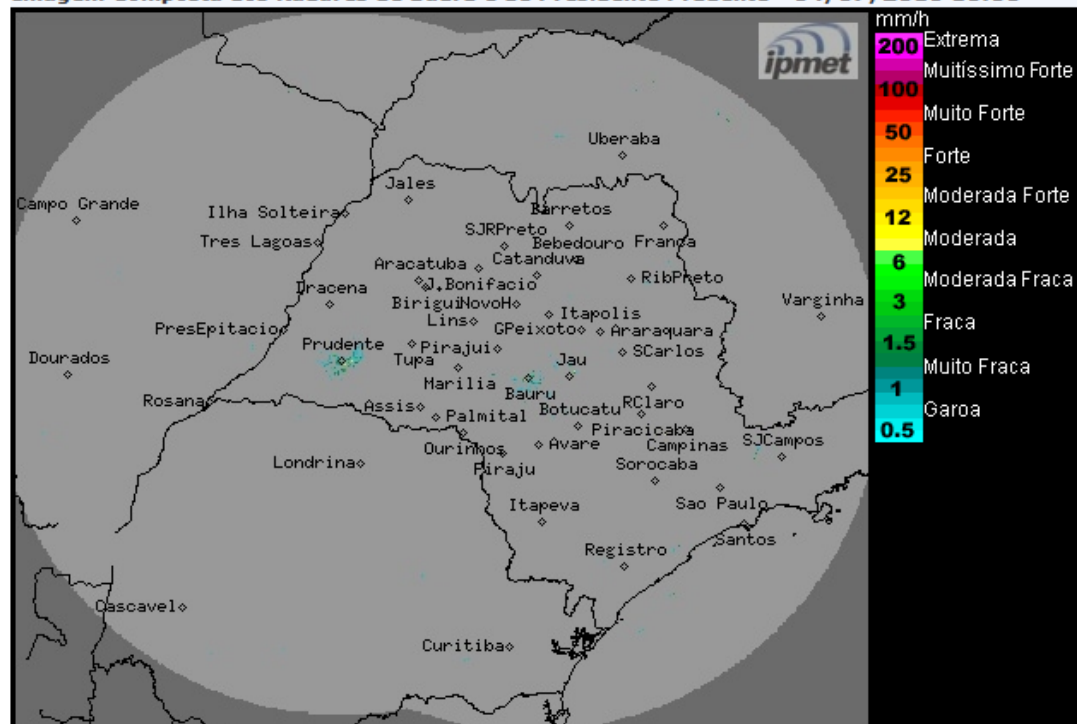 mm/h
200
Extrema
Muitíssimo Forte
100
Muito Forte
50
Forte
25
Moderada Forte
12
Moderada
6
Moderada Fraca
3
Fraca
1.5
Muito Fraca
1
Garoa
0.5
ipmet
Uberaba
Jales
Campo Grande
Ilha Solteira
Barretos
Tres Lagoas
SJRPreto
Bebedouro
Franca
Catanduva
Aracatuba
RibPreto
J.Bonifacio
Dracena
Birigui
NovoH
Varginha
Itapolis
Lins
PresEpitacio
GPeixoto
Araraquara
Prudente
Pirajui
SCarlos
Dourados
Tupa
Jau
Marilia
Bauru
Rosana
Assis
Botucatu
RClaro
Palmital
Piracicaba
Ourinhos
Avare
Campinas
SJCampos
Londrina
Piraju
Sorocaba
Itapeva
Sao Paulo
Santos
Registro
Cascavel
Curitiba